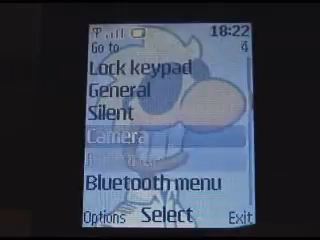 18:22
Go to 4
Lock keypad
General
Silent
Camera
Bluetooth menu
Options Select Exit